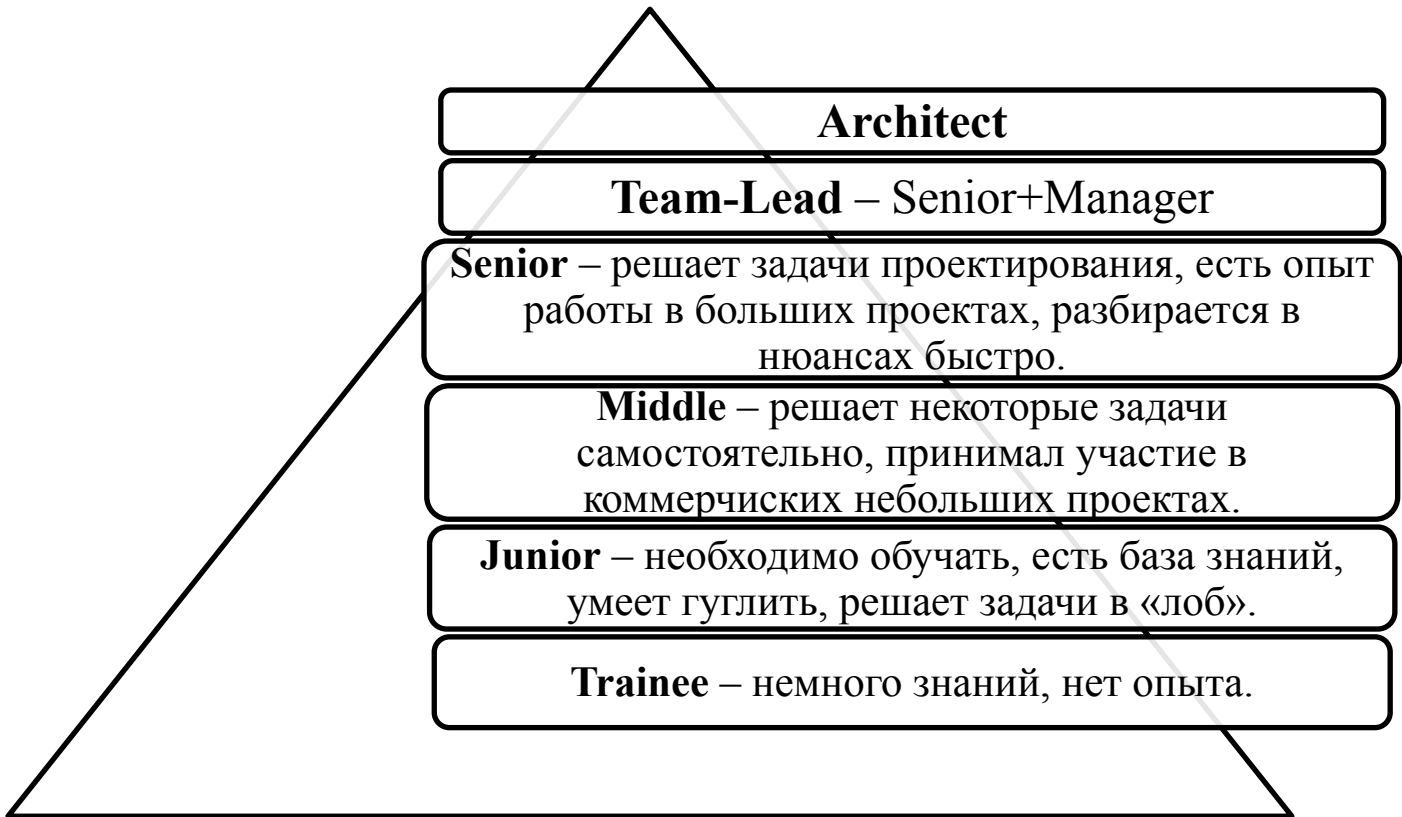 Architect
Team-Lead – Senior+Manager
Senior – решает задачи проектирования, есть опыт
работы в больших проектах, разбирается в
нюансах быстро.
Middle – решает некоторые задачи
самостоятельно, принимал участие в
коммерчиских небольших проектах.
Junior – необходимо обучать, есть база знаний,
умеет гуглить, решает задачи в «лоб».
Trainee – немного знаний, нет опыта.